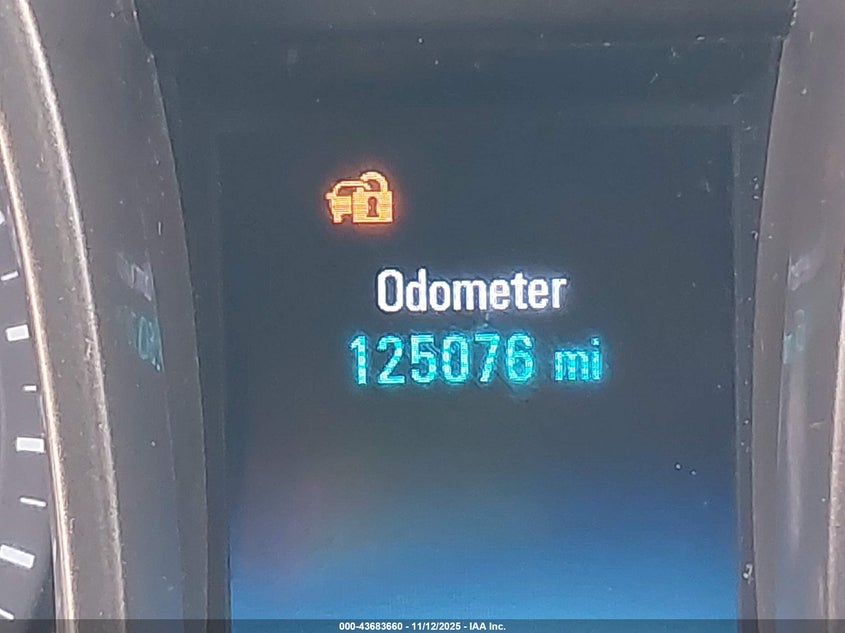 Odometer
125076 mi
000-43683660 - 11/12/2025 - IAA Inc.